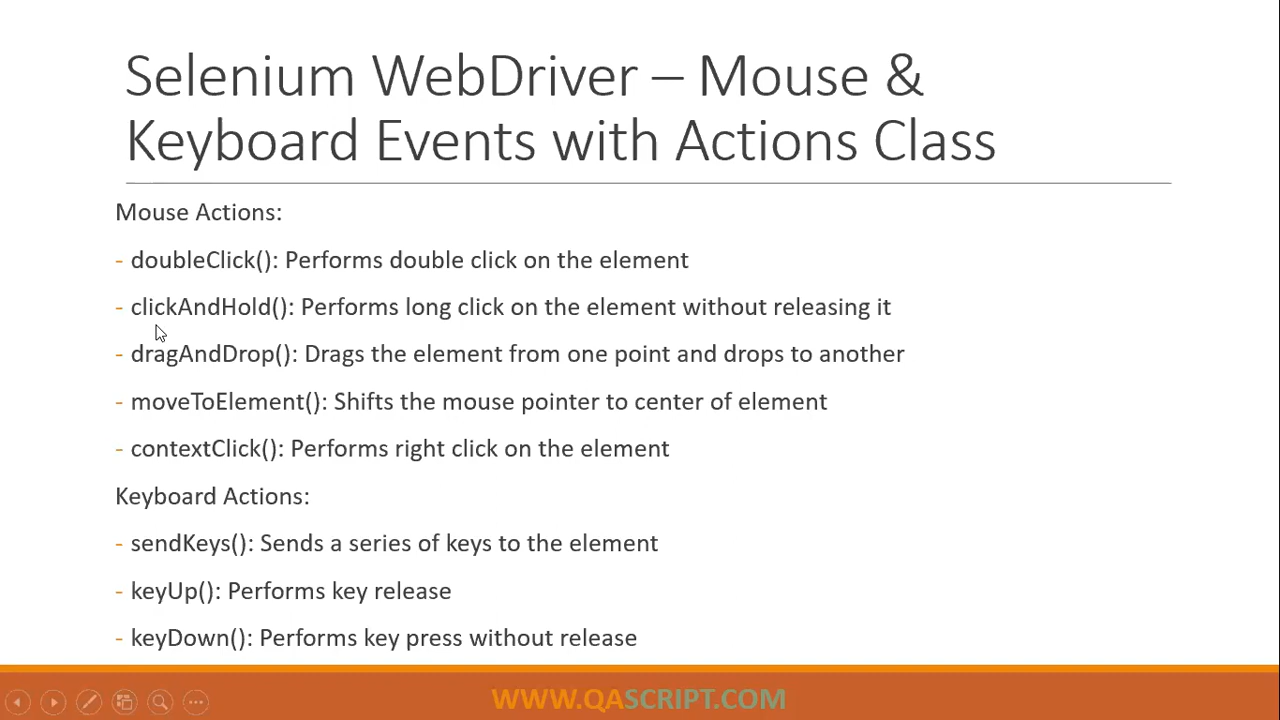 Selenium WebDriver – Mouse &
Keyboard Events with Actions Class
Mouse Actions:
- doubleClick(): Performs double click on the element
- clickAndHold(): Performs long click on the element without releasing it
- dragAndDrop(): Drags the element from one point and drops to another
- moveToElement(): Shifts the mouse pointer to center of element
- contextClick(): Performs right click on the element
Keyboard Actions:
- sendKeys(): Sends a series of keys to the element
- keyUp(): Performs key release
- keyDown(): Performs key press without release
WWW.QASCRIPT.COM